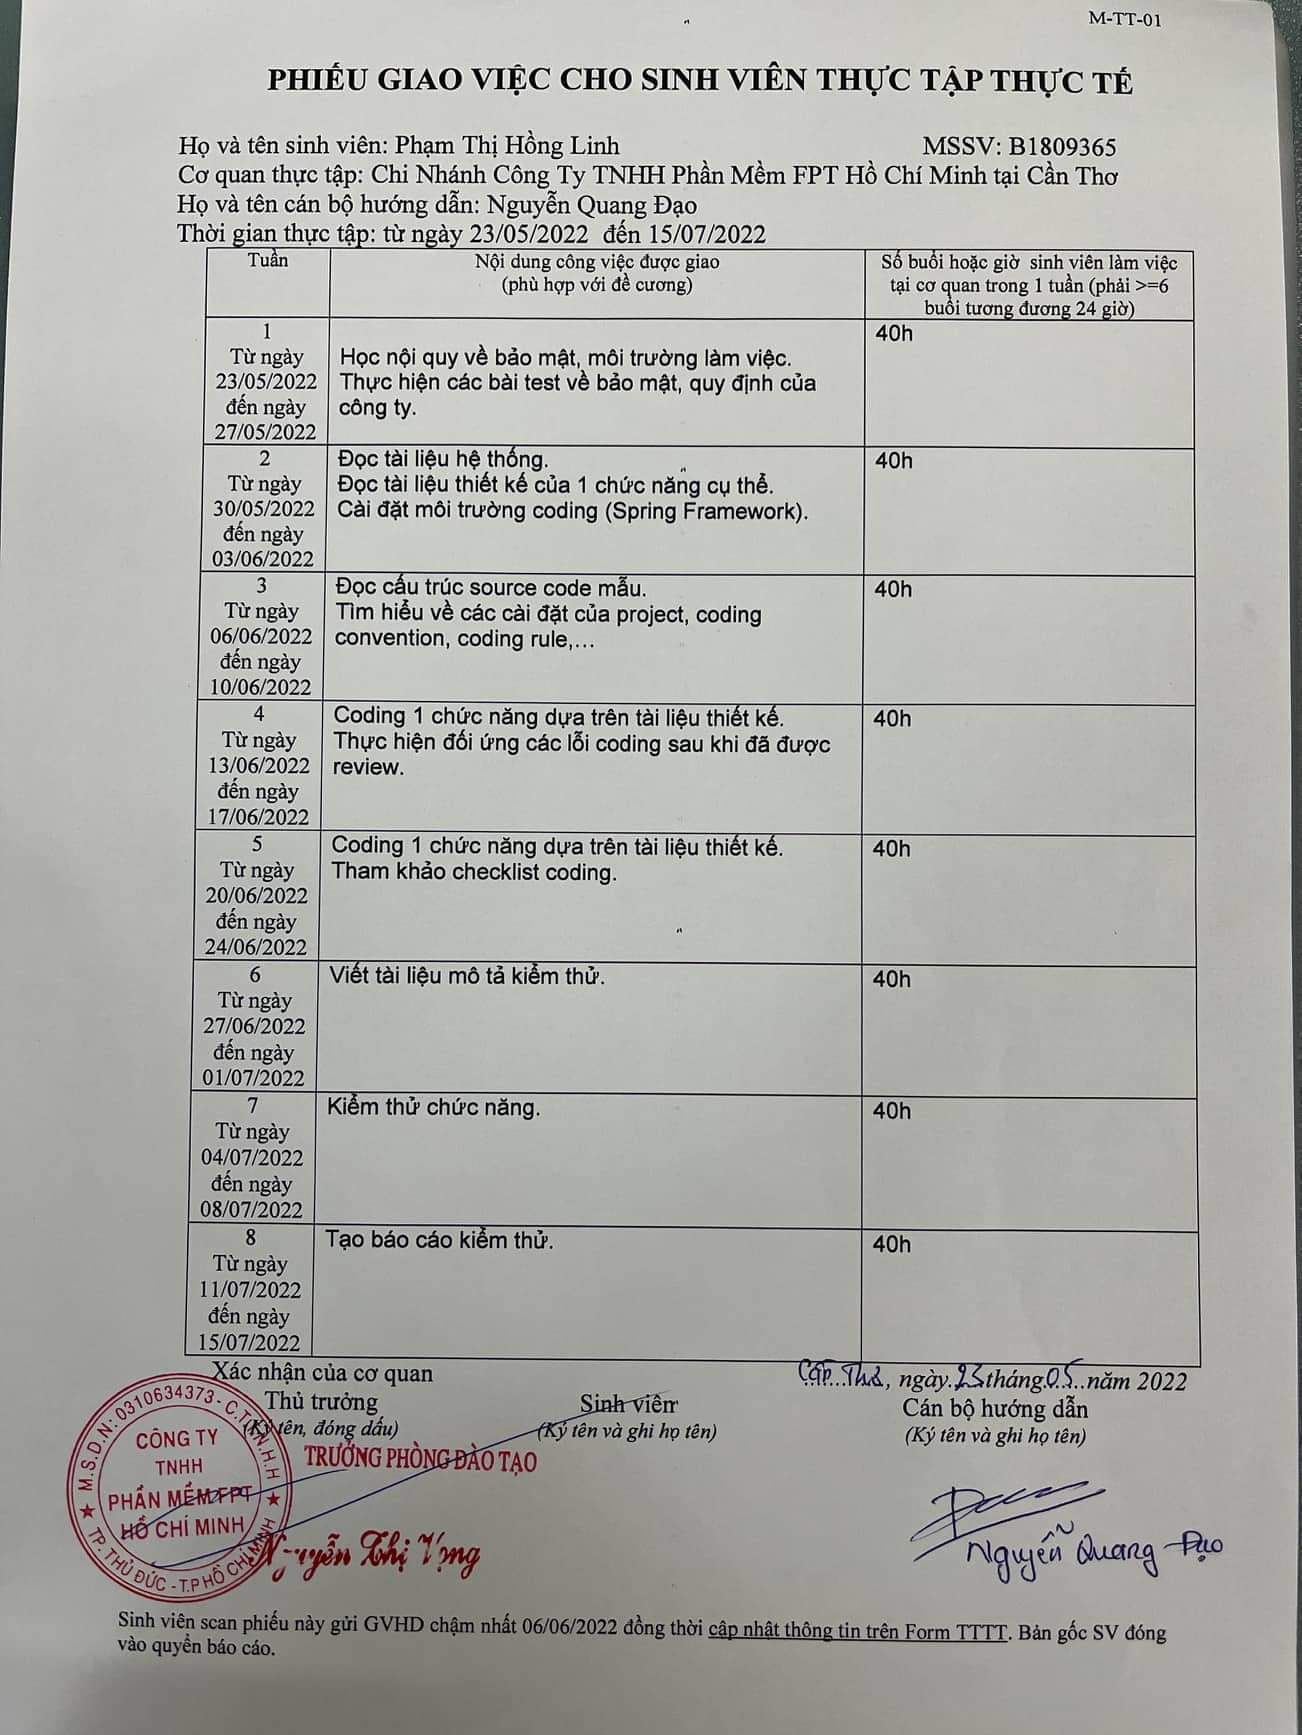 M-TT-01
PHIẾU GIAO VIỆC CHO SINH VIÊN THỰC TẬP THỰC TẾ
Họ và tên sinh viên: Phạm Thị Hồng Linh MSSV: B1809365
Cơ quan thực tập: Chi Nhánh Công Ty TNHH Phần Mềm FPT Hồ Chí Minh tại Cần Thơ
Họ và tên cán bộ hướng dẫn: Nguyễn Quang Đạo
Thời gian thực tập: từ ngày 23/05/2022 đến 15/07/2022
Tuần
Nội dung công việc được giao
(phù hợp với đề cương)
Số buổi hoặc giờ sinh viên làm việc
tại cơ quan trong 1 tuần (phải >=6
buổi tương đương 24 giờ)
1
Từ ngày
23/05/2022
đến ngày
27/05/2022
Học nội quy về bảo mật, môi trường làm việc.
Thực hiện các bài test về bảo mật, quy định của
công ty.
40h
2
Từ ngày
30/05/2022
đến ngày
03/06/2022
Đọc tài liệu hệ thống.
Đọc tài liệu thiết kế của 1 chức năng cụ thể.
Cài đặt môi trường coding (Spring Framework).
40h
3
Từ ngày
06/06/2022
đến ngày
10/06/2022
Đọc cấu trúc source code mẫu.
Tìm hiểu về các cài đặt của project, coding
convention, coding rule,...
40h
4
Từ ngày
13/06/2022
đến ngày
17/06/2022
Coding 1 chức năng dựa trên tài liệu thiết kế.
Thực hiện đối ứng các lỗi coding sau khi đã được
review.
40h
5
Từ ngày
20/06/2022
đến ngày
24/06/2022
Coding 1 chức năng dựa trên tài liệu thiết kế.
Tham khảo checklist coding.
40h
6
Từ ngày
27/06/2022
đến ngày
01/07/2022
Viết tài liệu mô tả kiểm thử.
40h
7
Từ ngày
04/07/2022
đến ngày
08/07/2022
Kiểm thử chức năng.
40h
8
Từ ngày
11/07/2022
đến ngày
15/07/2022
Tạo báo cáo kiểm thử.
40h
Xác nhận của cơ quan
Thủ trưởng
(Ký tên, đóng dấu)
TRƯỞNG PHÒNG ĐÀO TẠO
Nguyễn Thị Vọng
M.S.D.N: 0310634373 - C.T.T.N.H.H
CÔNG TY
TNHH
PHẦN MỀM FPT
HỒ CHÍ MINH
TP. THỦ ĐỨC - T.P HỒ CHÍ MINH
Sinh viên
(Ký tên và ghi họ tên)
Cần Thơ, ngày 23 tháng 05 năm 2022
Cán bộ hướng dẫn
(Ký tên và ghi họ tên)
Nguyễn Quang Đạo
Sinh viên scan phiếu này gửi GVHD chậm nhất 06/06/2022 đồng thời cập nhật thông tin trên Form TTTT. Bản gốc SV đóng
vào quyển báo cáo.